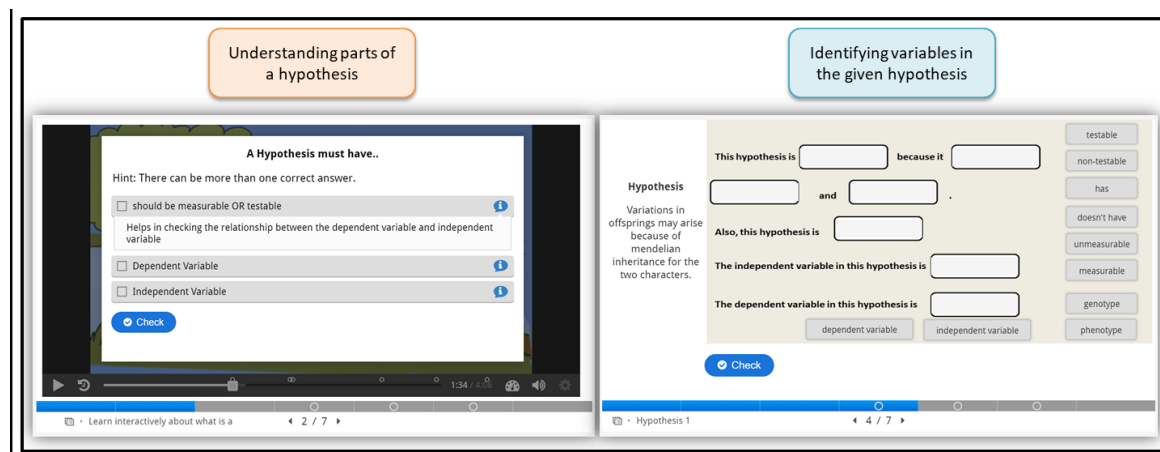 Understanding parts of
a hypothesis
Identifying variables in
the given hypothesis
A Hypothesis must have..
Hint: There can be more than one correct answer.
should be measurable OR testable
Helps in checking the relationship between the dependent variable and independent
variable
Dependent Variable
Independent Variable
Check
1:34 / 4:06
Learn interactively about what is a
2 / 7
Hypothesis
Variations in
offsprings may arise
because of
mendelian
inheritance for the
two characters.
This hypothesis is because it
and .
Also, this hypothesis is
The independent variable in this hypothesis is
The dependent variable in this hypothesis is
dependent variable independent variable
testable
non-testable
has
doesn't have
unmeasurable
measurable
genotype
phenotype
Check
Hypothesis 1
4 / 7